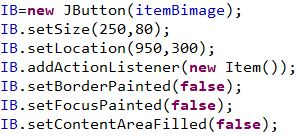 IB=new JButton(itemBimage);
IB.setSize(250,80);
IB.setLocation(950,300);
IB.addActionListener(new Item());
IB.setBorderPainted(false);
IB.setFocusPainted(false);
IB.setContentAreaFilled(false);